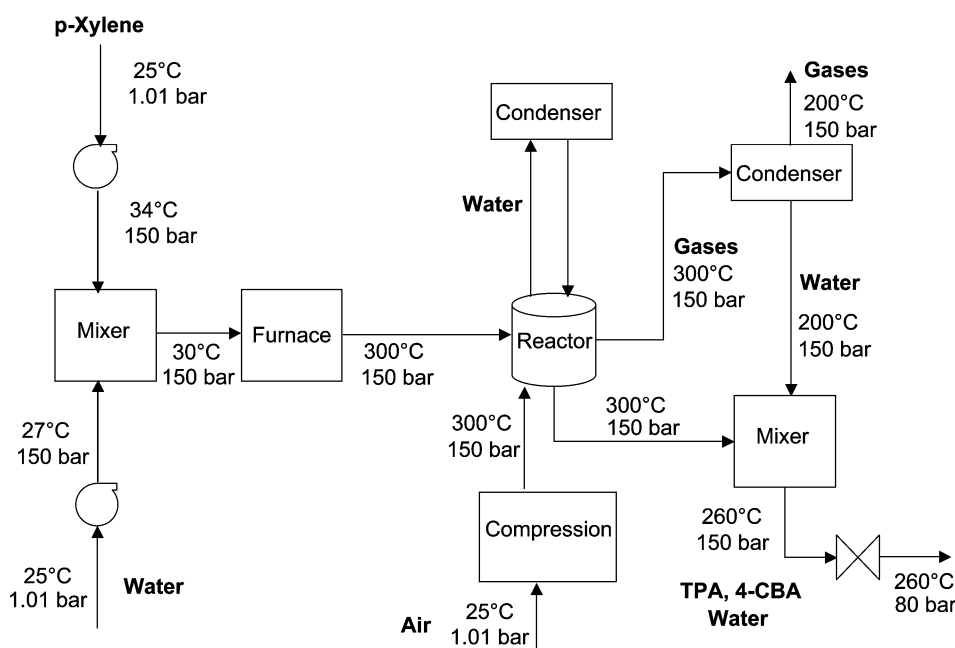 p-Xylene
25°C
1.01 bar
34°C
150 bar
Mixer
30°C
150 bar
27°C
150 bar
25°C
1.01 bar
Water
Furnace
300°C
150 bar
Condenser
Water
Reactor
300°C
150 bar
Compression
Air
25°C
1.01 bar
Gases
300°C
150 bar
Gases
200°C
150 bar
Condenser
Water
200°C
150 bar
300°C
150 bar
Mixer
260°C
150 bar
TPA, 4-CBA
Water
260°C
80 bar